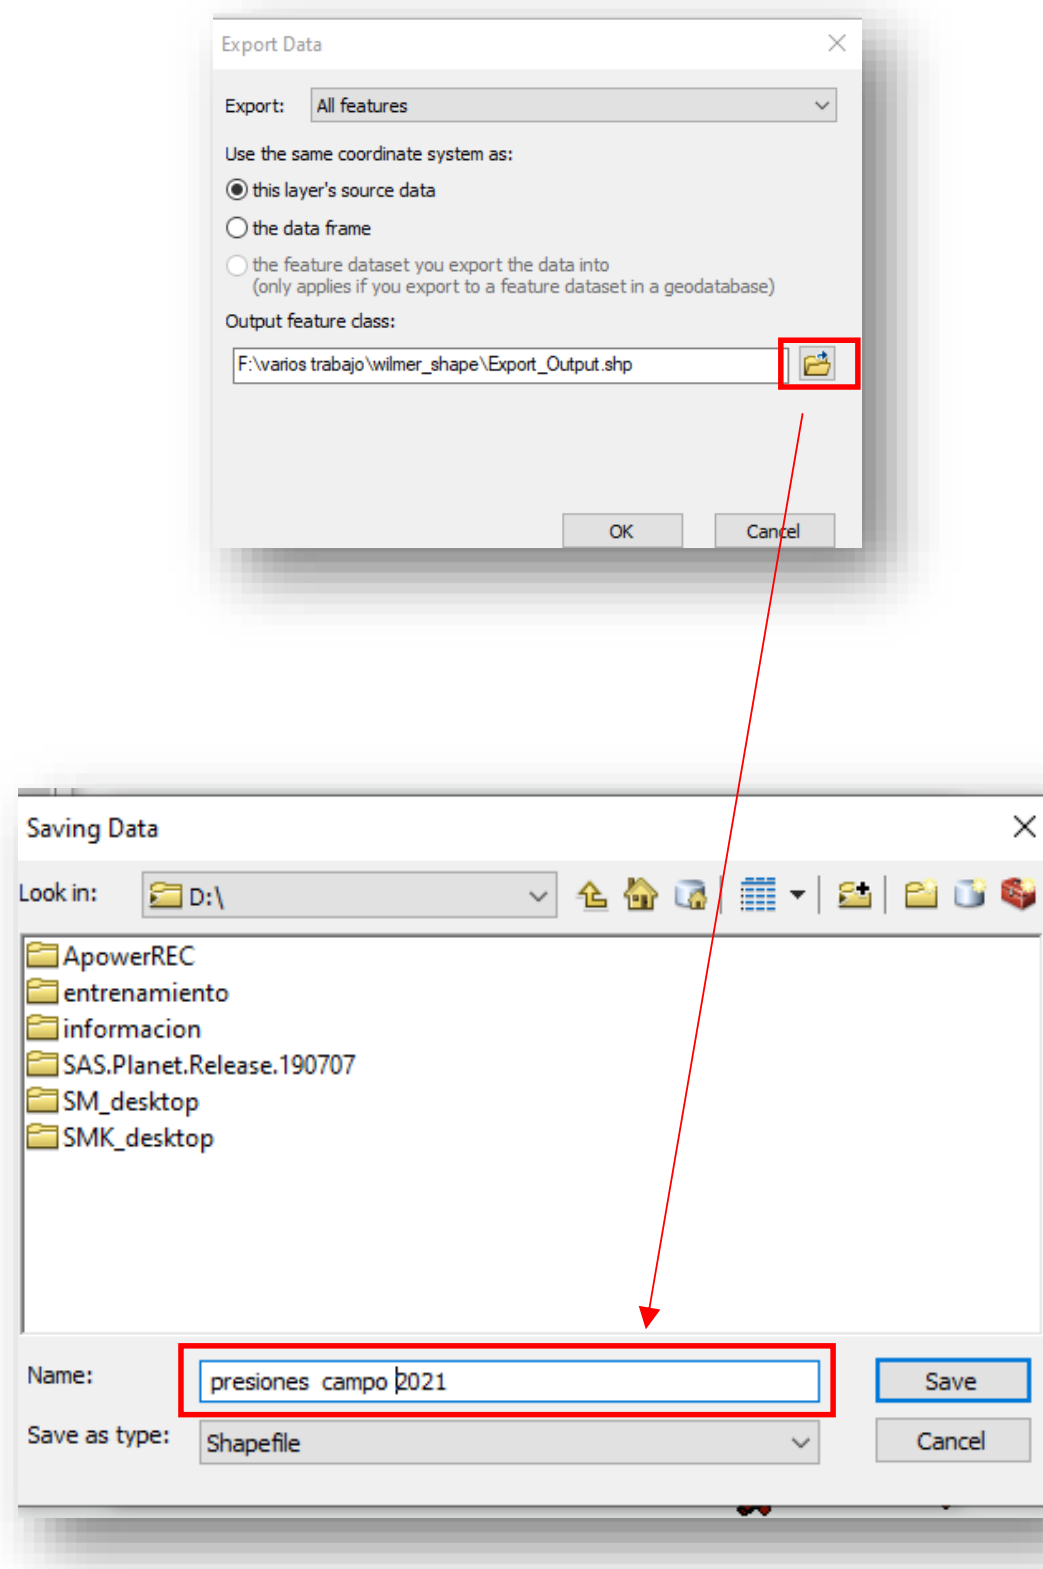 Export Data
Export: All features
Use the same coordinate system as:
this layer's source data
the data frame
the feature dataset you export the data into
(only applies if you export to a feature dataset in a geodatabase)
Output feature class:
F:\varios trabajo\wilmer_shape\Export_Output.shp
OK Cancel
Saving Data
Look in: D:\
ApowerREC
entrenamiento
informacion
SAS.Planet.Release.190707
SM_desktop
SMK_desktop
Name: presiones  campo 2021 Save
Save as type: Shapefile Cancel